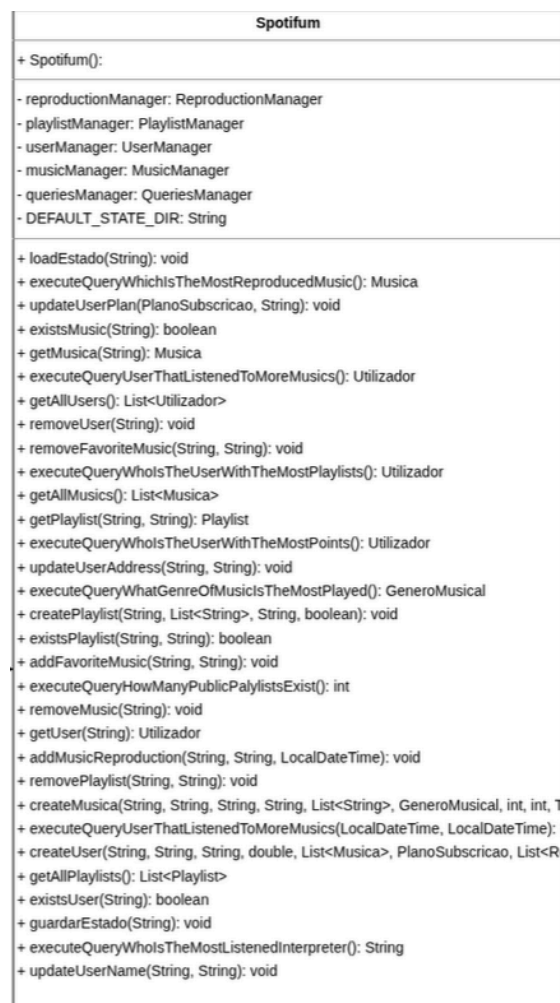 Spotifum
+ Spotifum():
- reproductionManager: ReproductionManager
- playlistManager: PlaylistManager
- userManager: UserManager
- musicManager: MusicManager
- queriesManager: QueriesManager
- DEFAULT_STATE_DIR: String
+ loadEstado(String): void
+ executeQueryWhichIsTheMostReproducedMusic(): Musica
+ updateUserPlan(PlanoSubscricao, String): void
+ existsMusic(String): boolean
+ getMusica(String): Musica
+ executeQueryUserThatListenedToMoreMusics(): Utilizador
+ getAllUsers(): List<Utilizador>
+ removeUser(String): void
+ removeFavoriteMusic(String, String): void
+ executeQueryWhoIsTheUserWithTheMostPlaylists(): Utilizador
+ getAllMusics(): List<Musica>
+ getPlaylist(String, String): Playlist
+ executeQueryWhoIsTheUserWithTheMostPoints(): Utilizador
+ updateUserAddress(String, String): void
+ executeQueryWhatGenreOfMusicIsTheMostPlayed(): GeneroMusical
+ createPlaylist(String, List<String>, String, boolean): void
+ existsPlaylist(String, String): boolean
+ addFavoriteMusic(String, String): void
+ executeQueryHowManyPublicPalylistsExist(): int
+ removeMusic(String): void
+ getUser(String): Utilizador
+ addMusicReproduction(String, String, LocalDateTime): void
+ removePlaylist(String, String): void
+ createMusica(String, String, String, String, List<String>, GeneroMusical, int, int,
+ executeQueryUserThatListenedToMoreMusics(LocalDateTime, LocalDateTime):
+ createUser(String, String, String, double, List<Musica>, PlanoSubscricao,
+ getAllPlaylists(): List<Playlist>
+ existsUser(String): boolean
+ guardarEstado(String): void
+ executeQueryWhoIsTheMostListenedInterpreter(): String
+ updateUserName(String, String): void